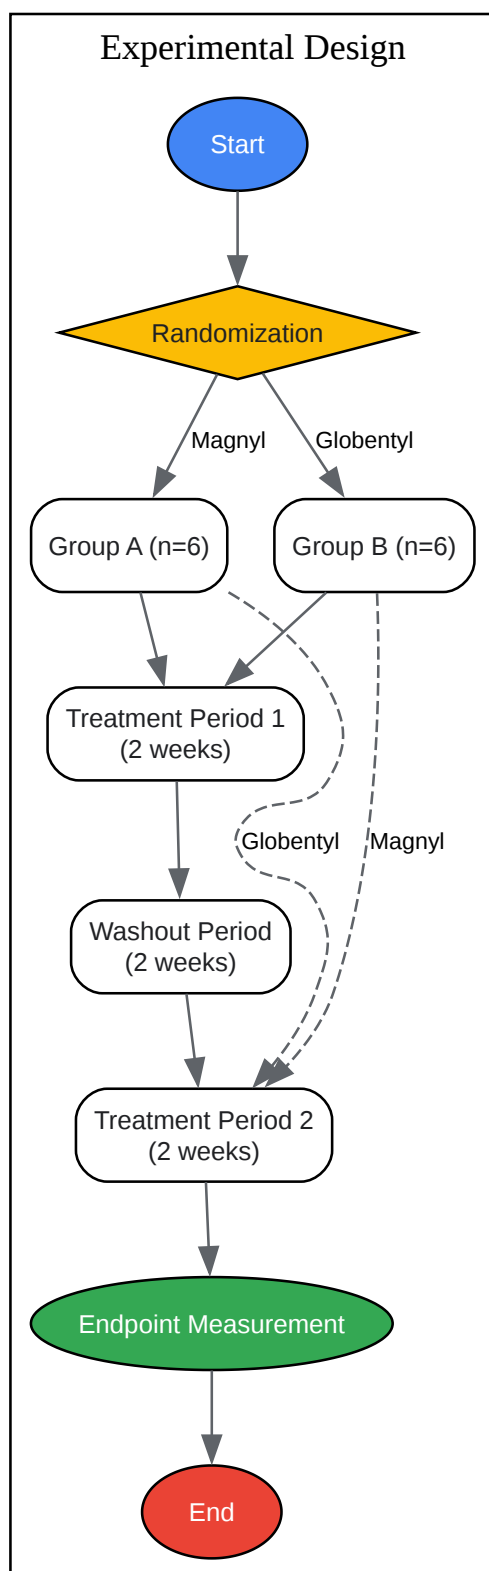 Experimental Design
Start
Randomization
Magnyl
Globentyl
Group A (n=6)
Group B (n=6)
Treatment Period 1
(2 weeks)
Globentyl
Magnyl
Washout Period
(2 weeks)
Treatment Period 2
(2 weeks)
Endpoint Measurement
End